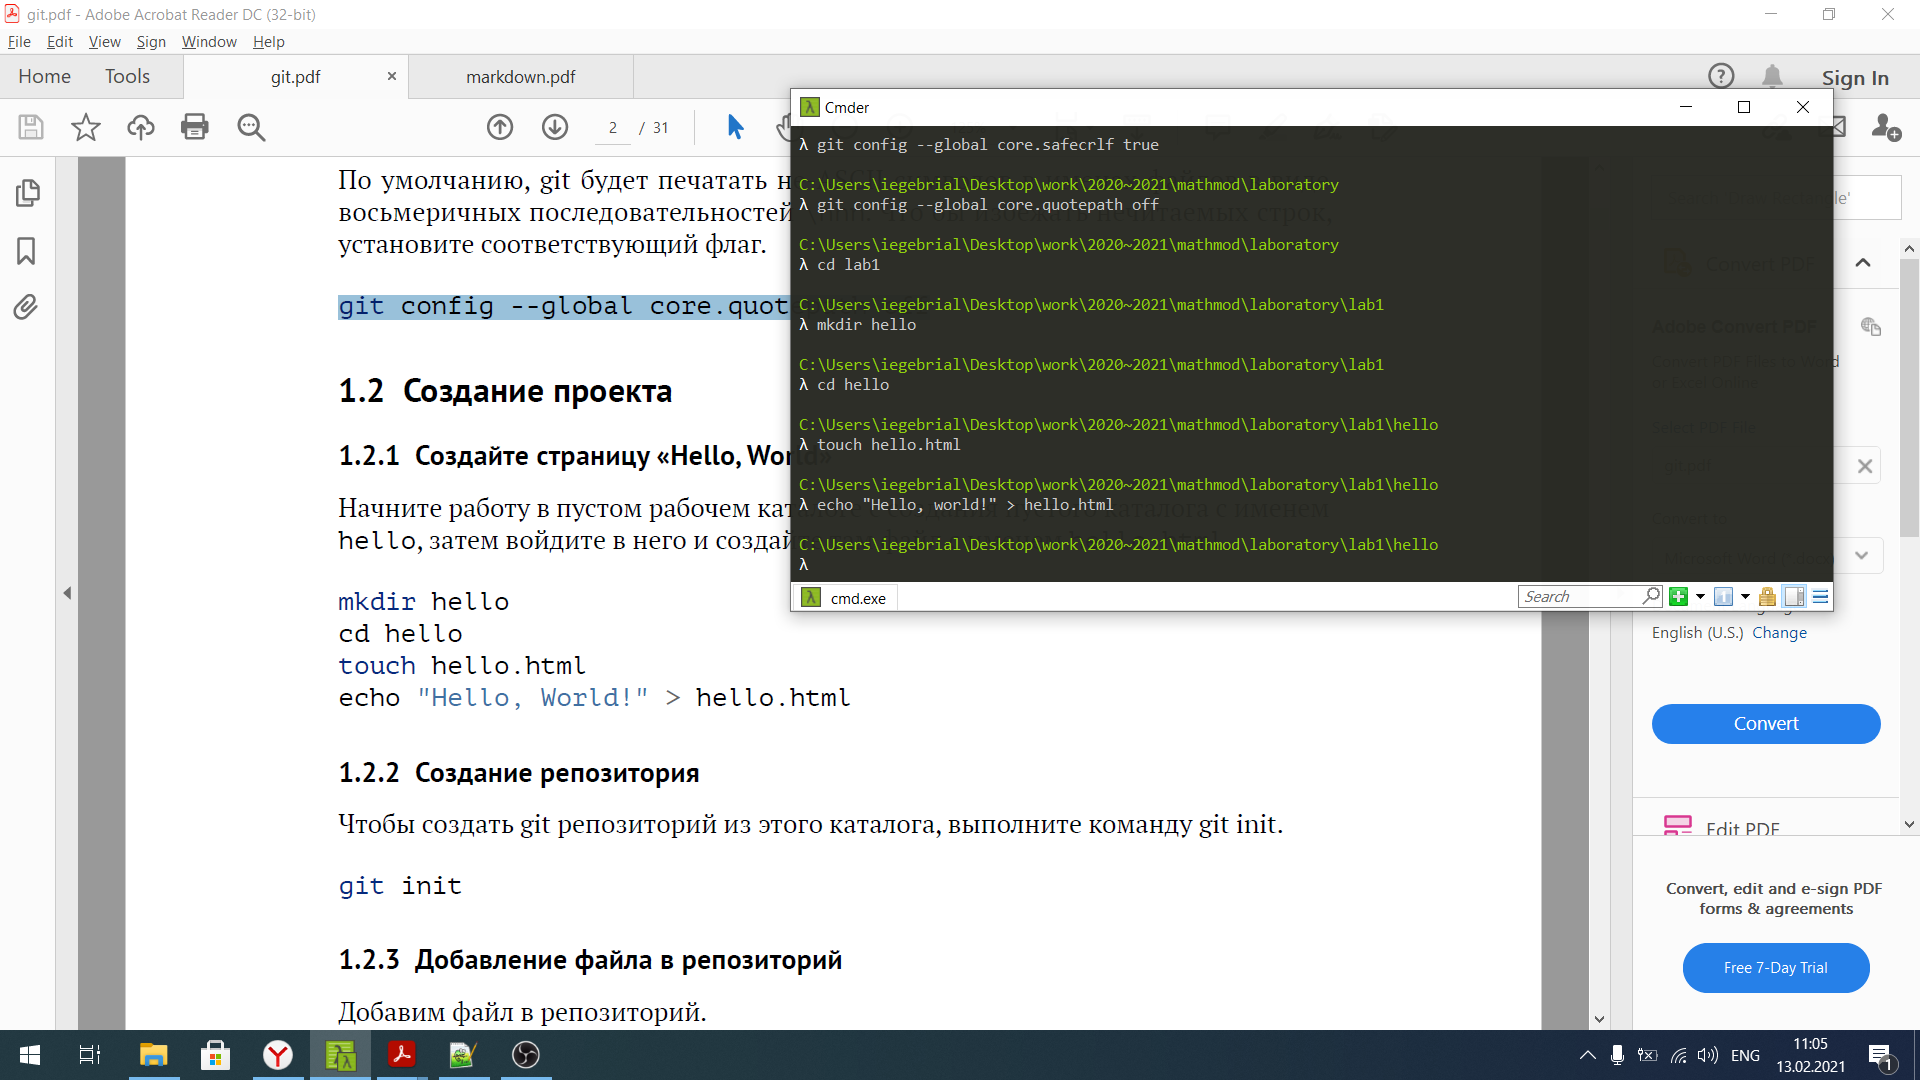 git.pdf - Adobe Acrobat Reader DC (32-bit)
File Edit View Sign Window Help
Home Tools git.pdf × markdown.pdf Sign In
2 / 31
По умолчанию, git будет печатать
восьмеричных последовательностей
установите соответствующий флаг.
git config --global core.quot
1.2 Создание проекта
1.2.1 Создайте страницу «Hello, World»
Начните работу в пустом рабочем
hello, затем войдите в него и создай
mkdir hello
cd hello
touch hello.html
echo "Hello, World!" > hello.html
1.2.2 Создание репозитория
Чтобы создать git репозиторий из этого каталога, выполните команду git init.
git init
1.2.3 Добавление файла в репозиторий
Добавим файл в репозиторий.
Cmder
λ git config --global core.safecrlf true
C:\Users\iegebrial\Desktop\work\2020~2021\mathmod\laboratory
λ git config --global core.quotepath off
C:\Users\iegebrial\Desktop\work\2020~2021\mathmod\laboratory
λ cd lab1
C:\Users\iegebrial\Desktop\work\2020~2021\mathmod\laboratory\lab1
λ mkdir hello
C:\Users\iegebrial\Desktop\work\2020~2021\mathmod\laboratory\lab1
λ cd hello
C:\Users\iegebrial\Desktop\work\2020~2021\mathmod\laboratory\lab1\hello
λ touch hello.html
C:\Users\iegebrial\Desktop\work\2020~2021\mathmod\laboratory\lab1\hello
λ echo "Hello, world!" > hello.html
C:\Users\iegebrial\Desktop\work\2020~2021\mathmod\laboratory\lab1\hello
λ
cmd.exe
Search
English (U.S.) Change
Convert
Edit PDF
Convert, edit and e-sign PDF
forms & agreements
Free 7-Day Trial
ENG
11:05
13.02.2021
1